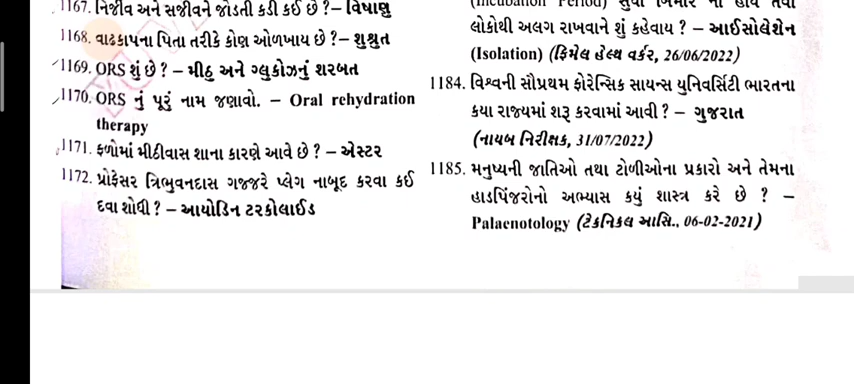 1167. નિર્જીવ અને સજીવને જોડતી કડી કઈ છે?– વિષાણુ
1168. વાઢકાપના પિતા તરીકે કોણ ઓળખાય છે ?– શુશ્રુત
1169. ORS શું છે ? – મીઠુ અને ગ્લુકોઝનું શરબત
1170. ORS નું પૂરું નામ જણાવો. – Oral rehydration
therapy
1171. ફળોમાં મીઠીવાસ શાના કારણે આવે છે ? – એસ્ટર
1172. પ્રોફેસર ત્રિભુવનદાસ ગજ્જરે પ્લેગ નાબૂદ કરવા કઈ
દવા શોધી ? – આયોડિન ટરકોલાઈડ
(Incubation Period) સુધી બિમાર ના હોય તેવા
લોકોથી અલગ રાખવાને શું કહેવાય ? – આઈસોલેશન
(Isolation) (ફિમેલ હેલ્થ વર્કર, 26/06/2022)
1184. વિશ્વની સૌપ્રથમ ફોરેન્સિક સાયન્સ યુનિવર્સિટી ભારતના
કયા રાજ્યમાં શરૂ કરવામાં આવી ? – ગુજરાત
(નાયબ નિરીક્ષક, 31/07/2022)
1185. મનુષ્યની જાતિઓ તથા ટોળીઓના પ્રકારો અને તેમના
હાડપિંજરોનો અભ્યાસ કયું શાસ્ત્ર કરે છે ? –
Palaenotology (ટેકનિકલ આસિ., 06-02-2021)